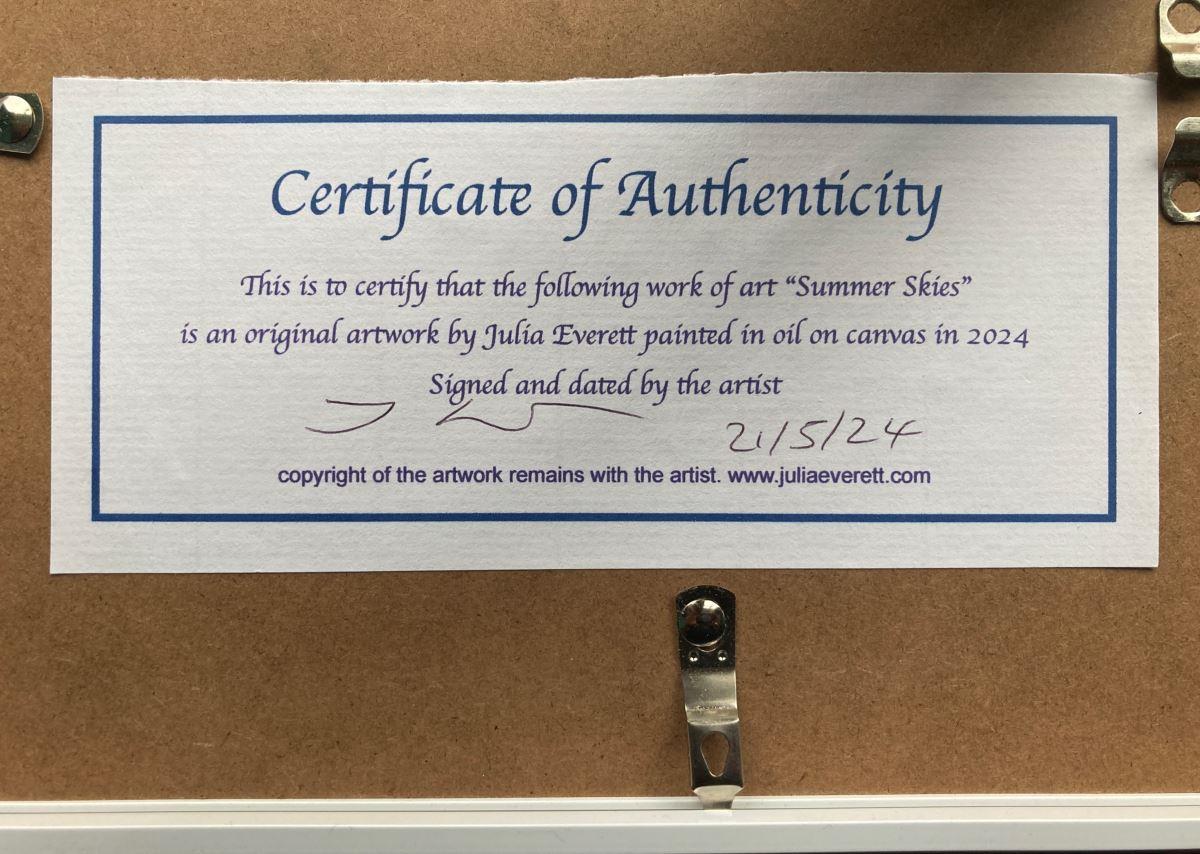 Certificate of Authenticity
This is to certify that the following work of art “Summer Skies”
is an original artwork by Julia Everett painted in oil on canvas in 2024
Signed and dated by the artist
21/5/24
copyright of the artwork remains with the artist. www.juliaeverett.com